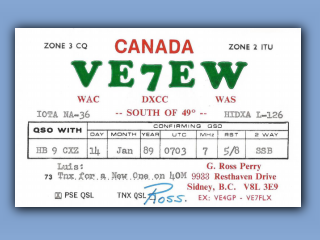 ZONE 3 CQ CANADA ZONE 2 ITU
VE7EW
WAC DXCC WAS
IOTA NA-36 -- SOUTH OF 49° -- HIDXA L-126
QSO WITH CONFIRMING QSO
DAY MONTH YEAR UTC MHz RST 2 WAY
HB 9 CXZ 14 Jan 89 0703 7 5/8 SSB
Luis: G. Ross Perry
73 Tnx.for.a.New.One.on 40M 9983 Resthaven Drive
Sidney, B.C. V8L 3E9
PSE QSL TNX QSL Ross. EX: VE4GP - VE7FLX